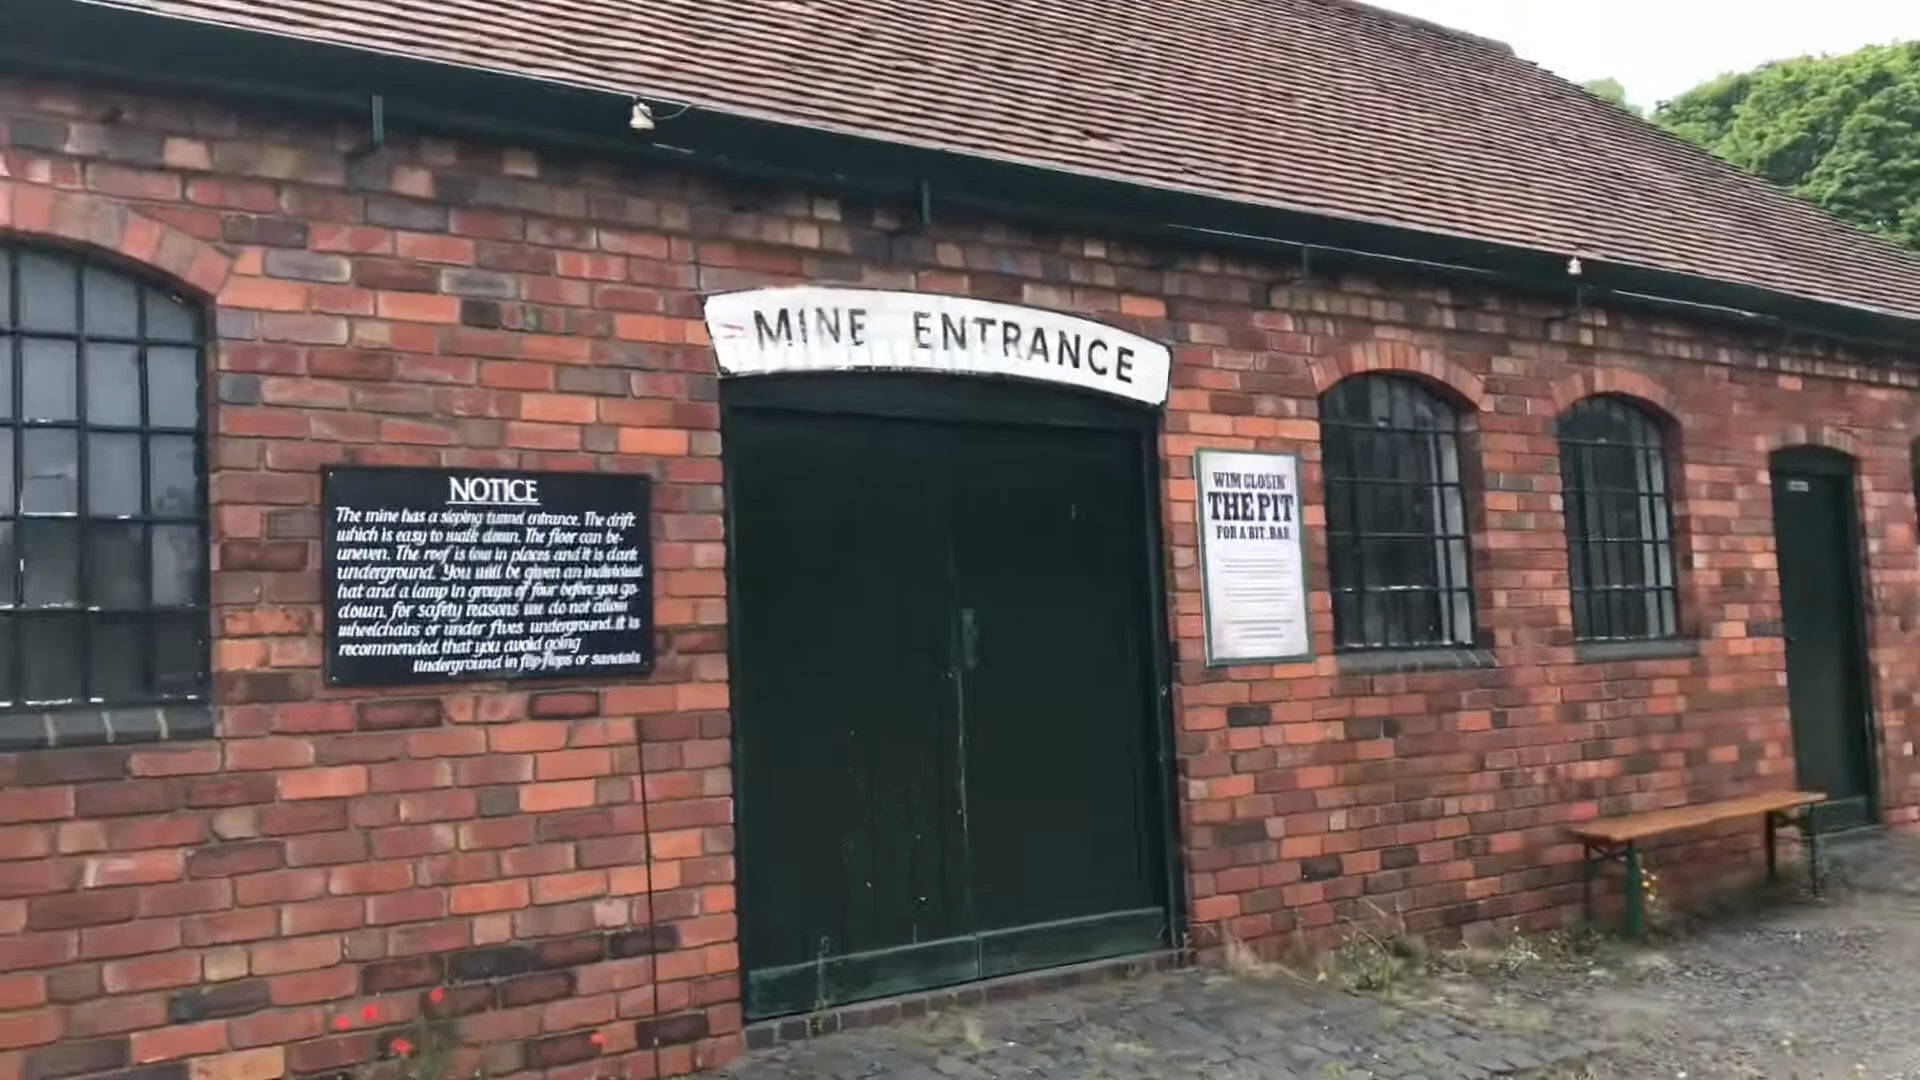 MINE ENTRANCE
NOTICE
The mine has a sloping tunnel entrance. The drift
which is easy to walk down. The floor can be
uneven. The roof is low in places and it is dark
underground. You will be given an individual
hat and a lamp in groups of four before you go
down, for safety reasons we do not allow
wheelchairs or under fives underground. it is
recommended that you avoid going
underground in flip flops or sandals
WIM CLOSIN'
THE PIT
FOR A BIT,